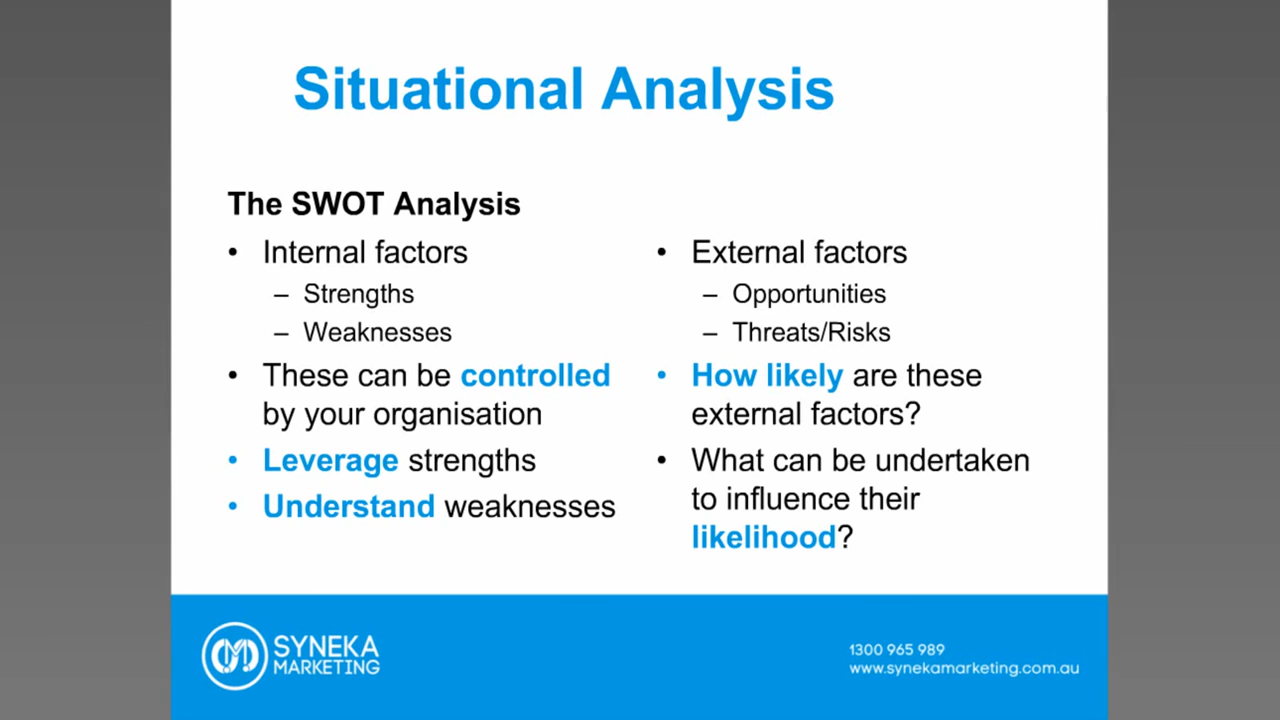 Situational Analysis
The SWOT Analysis
• Internal factors
– Strengths
– Weaknesses
• These can be controlled
by your organisation
• Leverage strengths
• Understand weaknesses
• External factors
– Opportunities
– Threats/Risks
• How likely are these
external factors?
• What can be undertaken
to influence their
likelihood?
SYNEKA
MARKETING
1300 965 989
www.synekamarketing.com.au